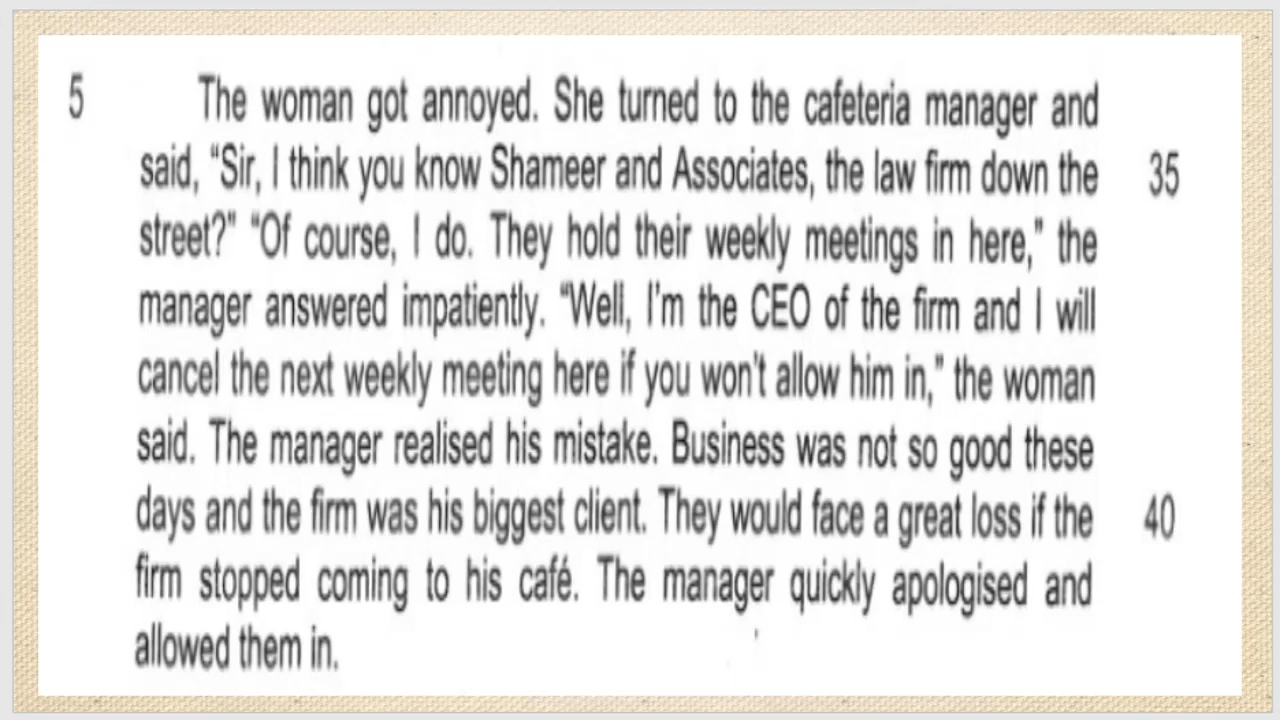 5 The woman got annoyed. She turned to the cafeteria manager and
said, “Sir, I think you know Shameer and Associates, the law firm down the 35
street?” “Of course, I do. They hold their weekly meetings in here,” the
manager answered impatiently. “Well, I’m the CEO of the firm and I will
cancel the next weekly meeting here if you won’t allow him in,” the woman
said. The manager realised his mistake. Business was not so good these
days and the firm was his biggest client. They would face a great loss if the 40
firm stopped coming to his café. The manager quickly apologised and
allowed them in.